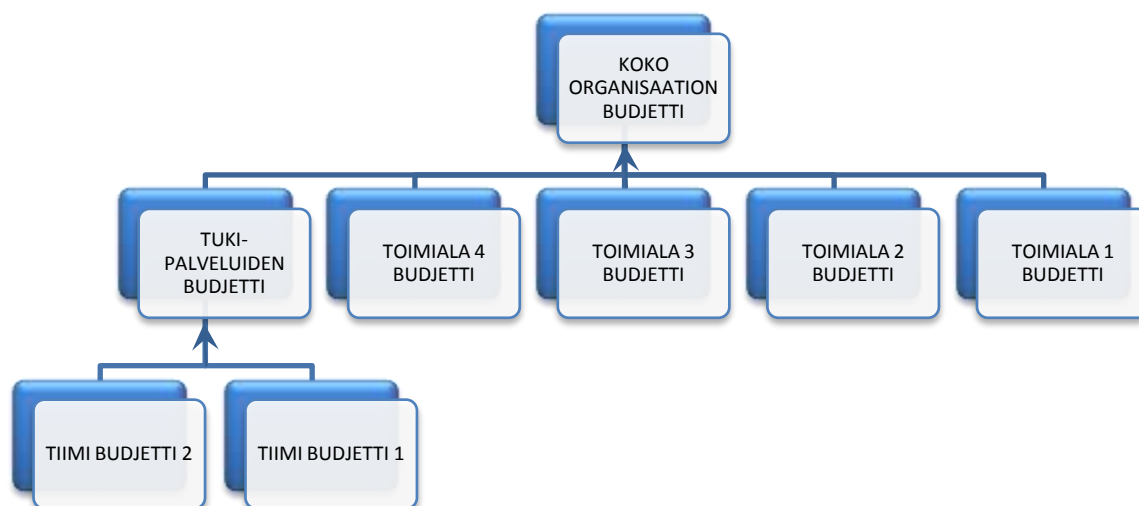 KOKO
ORGANISAATION
BUDJETTI
TUKI-
PALVELUIDEN
BUDJETTI
TOIMIALA 4
BUDJETTI
TOIMIALA 3
BUDJETTI
TOIMIALA 2
BUDJETTI
TOIMIALA 1
BUDJETTI
TIIMI BUDJETTI 2
TIIMI BUDJETTI 1